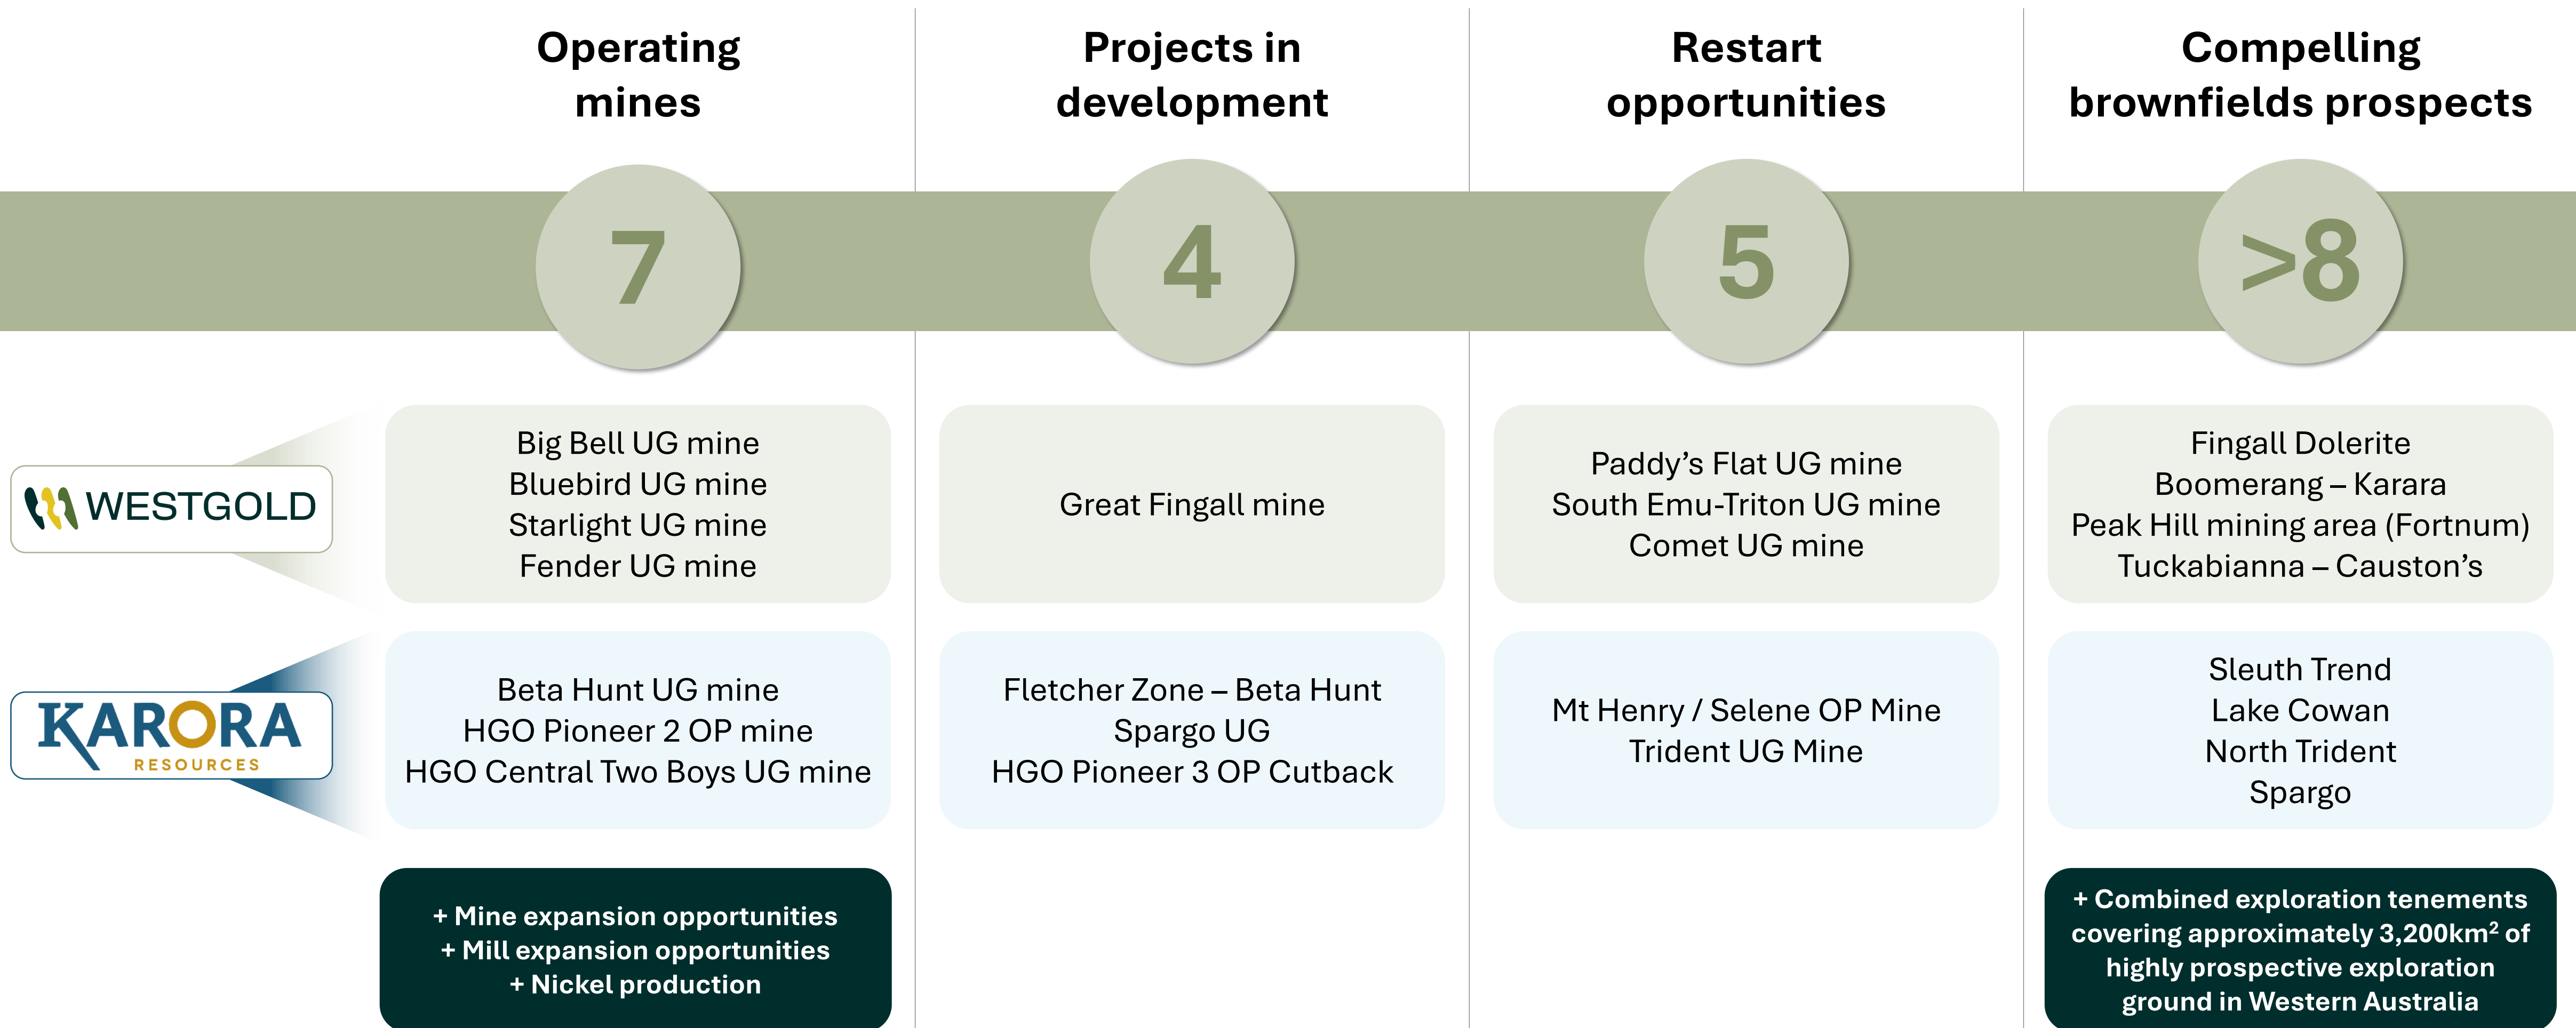 Operating
mines
Projects in
development
Restart
opportunities
Compelling
brownfields prospects
7
4
5
>8
WESTGOLD
Big Bell UG mine
Bluebird UG mine
Starlight UG mine
Fender UG mine
Great Fingall mine
Paddy’s Flat UG mine
South Emu-Triton UG mine
Comet UG mine
Fingall Dolerite
Boomerang – Karara
Peak Hill mining area (Fortnum)
Tuckabianna – Causton’s
KARORA
RESOURCES
Beta Hunt UG mine
HGO Pioneer 2 OP mine
HGO Central Two Boys UG mine
Fletcher Zone – Beta Hunt
Spargo UG
HGO Pioneer 3 OP Cutback
Mt Henry / Selene OP Mine
Trident UG Mine
Sleuth Trend
Lake Cowan
North Trident
Spargo
+ Mine expansion opportunities
+ Mill expansion opportunities
+ Nickel production
+ Combined exploration tenements
covering approximately 3,200km² of
highly prospective exploration
ground in Western Australia